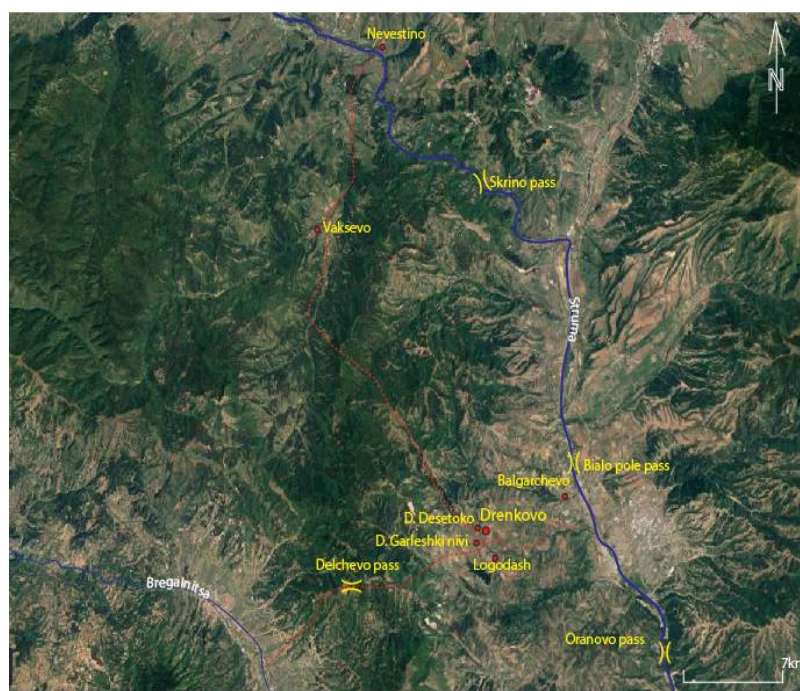 Nevestino
N
Skrino pass
Vaksevo
Struma
Bialo pole pass
Balgarchevo
D. Desetoko
Drenkovo
D. Garleshki nivi
Logodash
Delchevo pass
Bregalnitsa
Oranovo pass
7km